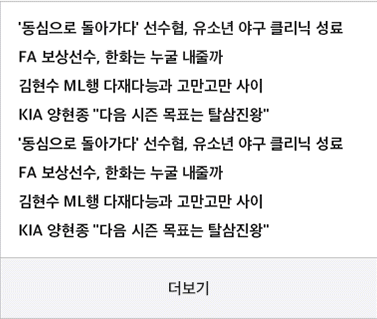 '동심으로 돌아가다' 선수협, 유소년 야구 클리닉 성료
FA 보상선수, 한화는 누굴 내줄까
김현수 ML행 다재다능과 고만고만 사이
KIA 양현종 "다음 시즌 목표는 탈삼진왕"
'동심으로 돌아가다' 선수협, 유소년 야구 클리닉 성료
FA 보상선수, 한화는 누굴 내줄까
김현수 ML행 다재다능과 고만고만 사이
KIA 양현종 "다음 시즌 목표는 탈삼진왕"
더보기